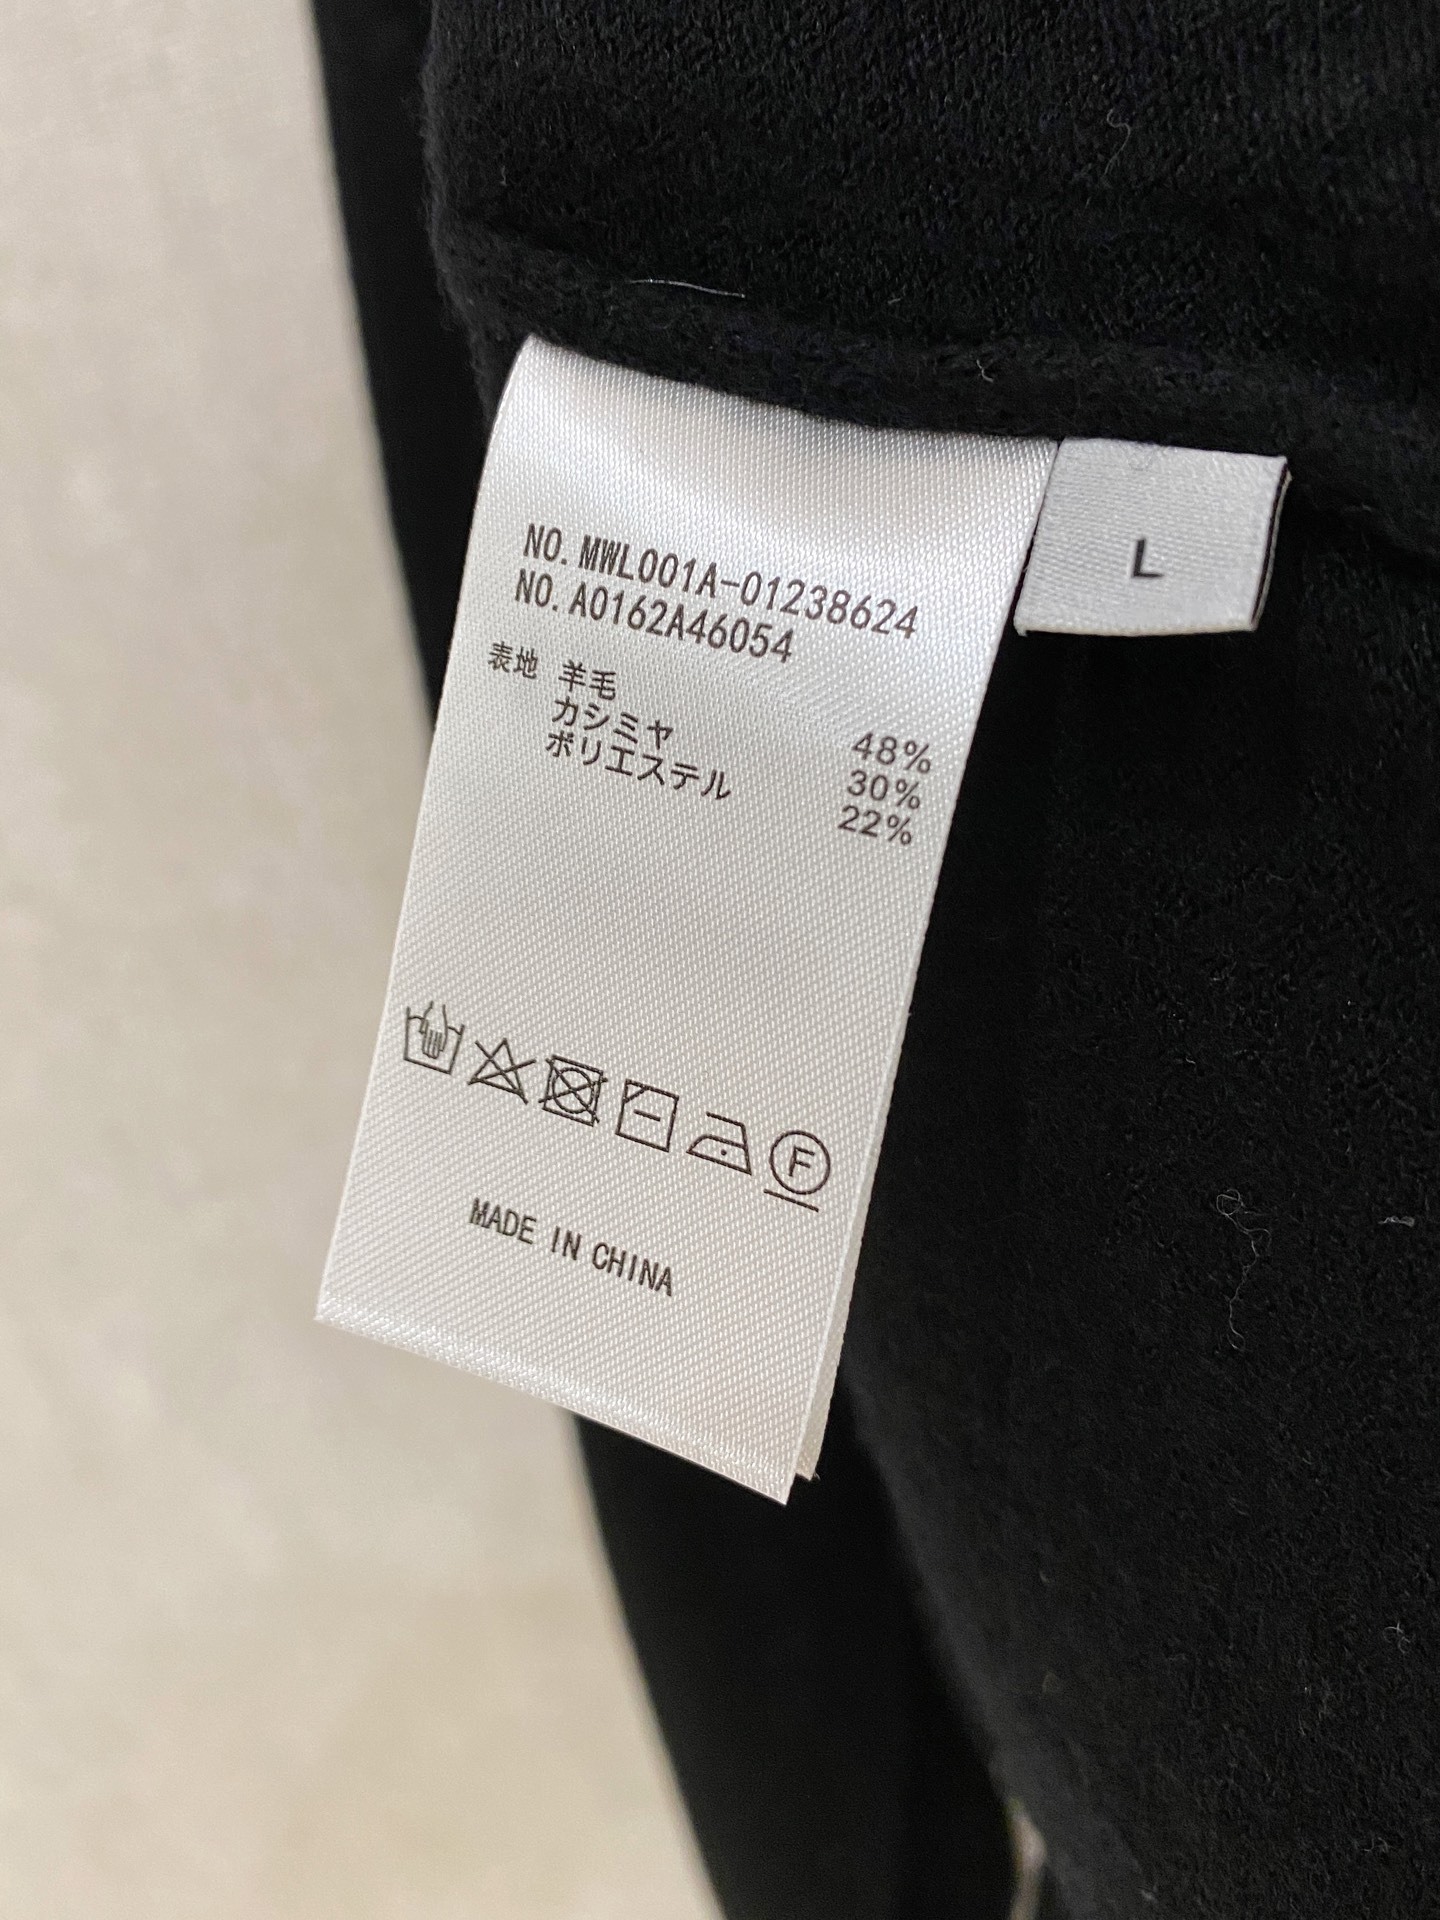 NO. MWL001A-01238624
NO. A0162A46054
表地 羊毛 48%
カシミヤ 30%
ポリエステル 22%
F
MADE IN CHINA
L